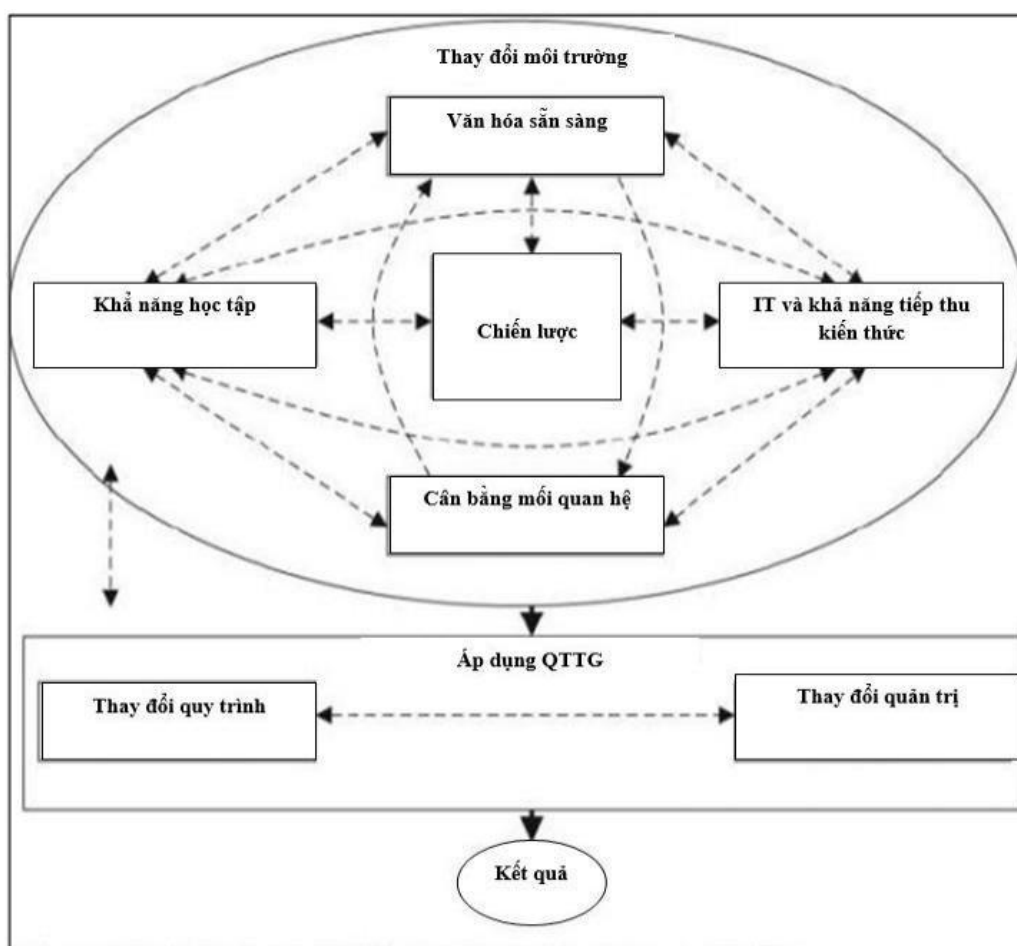 Thay đổi môi trường
Văn hóa sẵn sàng
Khả năng học tập
Chiến lược
IT và khả năng tiếp thu
kiến thức
Cân bằng mối quan hệ
Áp dụng QTTG
Thay đổi quy trình
Thay đổi quản trị
Kết quả